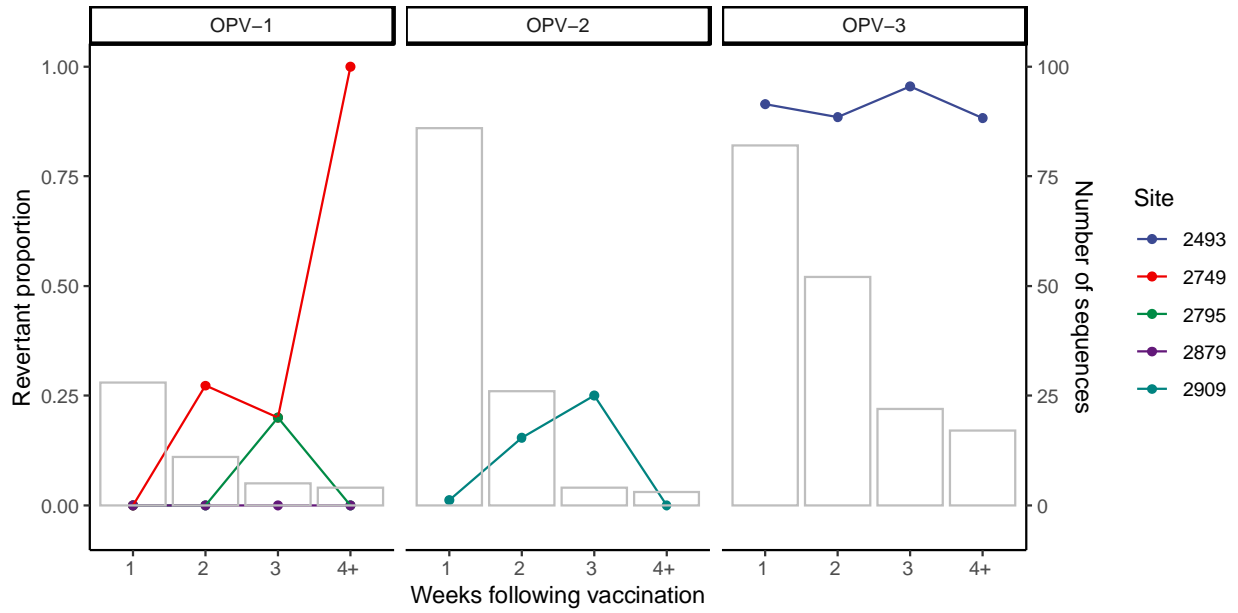 OPV−1
OPV−2
OPV−3
Revertant proportion
1.00
0.75
0.50
0.25
0.00
100
75
50
25
0
Number of sequences
1 2 3 4+
1 2 3 4+
1 2 3 4+
Weeks following vaccination
Site
2493
2749
2795
2879
2909